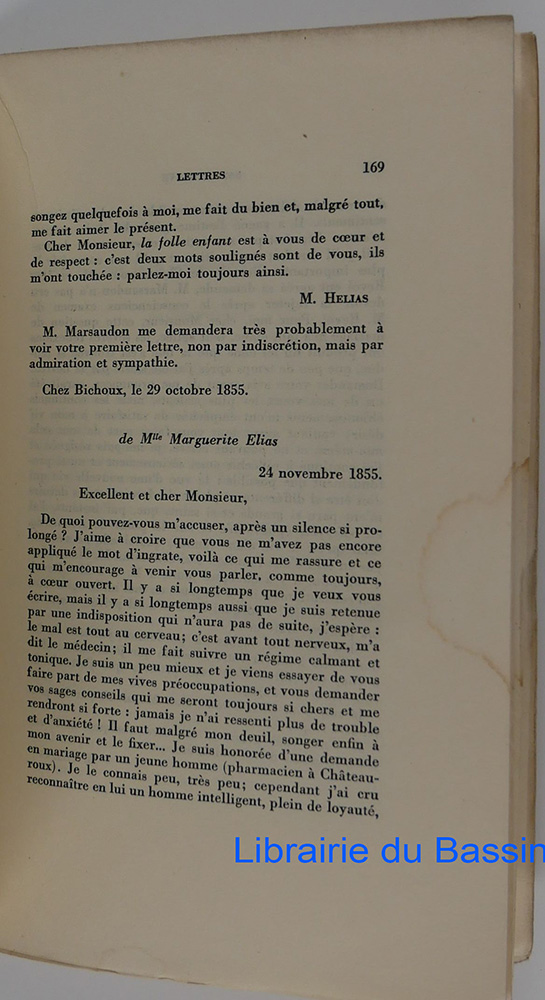 LETTRES 169
songez quelquefois à moi, me fait du bien et, malgré tout,
me fait aimer le présent.
Cher Monsieur, la folle enfant est à vous de cœur et
de respect : c'est deux mots soulignés sont de vous, ils
m'ont touchée : parlez-moi toujours ainsi.
M. HELIAS
M. Marsaudon me demandera très probablement à
voir votre première lettre, non par indiscrétion, mais par
admiration et sympathie.
Chez Bichoux, le 29 octobre 1855.
de Mlle Marguerite Elias
24 novembre 1855.
Excellent et cher Monsieur,
De quoi pouvez-vous m'accuser, après un silence si pro-
longé ? J'aime à croire que vous ne m'avez pas encore
appliqué le mot d'ingrate, voilà ce qui me rassure et ce
qui m'encourage à venir vous parler, comme toujours,
à cœur ouvert. Il y a si longtemps que je veux vous
écrire, mais il y a si longtemps aussi que je suis retenue
par une indisposition qui n'aura pas de suite, j'espère :
le mal est tout au cerveau; c'est avant tout nerveux, m'a
dit le médecin; il me fait suivre un régime calmant et
tonique. Je suis un peu mieux et je viens essayer de vous
faire part de mes vives préoccupations, et vous demander
vos sages conseils qui me seront toujours si chers et me
rendront si forte : jamais je n'ai ressenti plus de trouble
et d'anxiété ! Il faut malgré mon deuil, songer enfin à
mon avenir et le fixer... Je suis honorée d'une demande
en mariage par un jeune homme (pharmacien à Château-
roux). Je le connais peu, très peu; cependant j'ai cru
reconnaître en lui un homme intelligent, plein de loyauté,
Librairie du Bassin